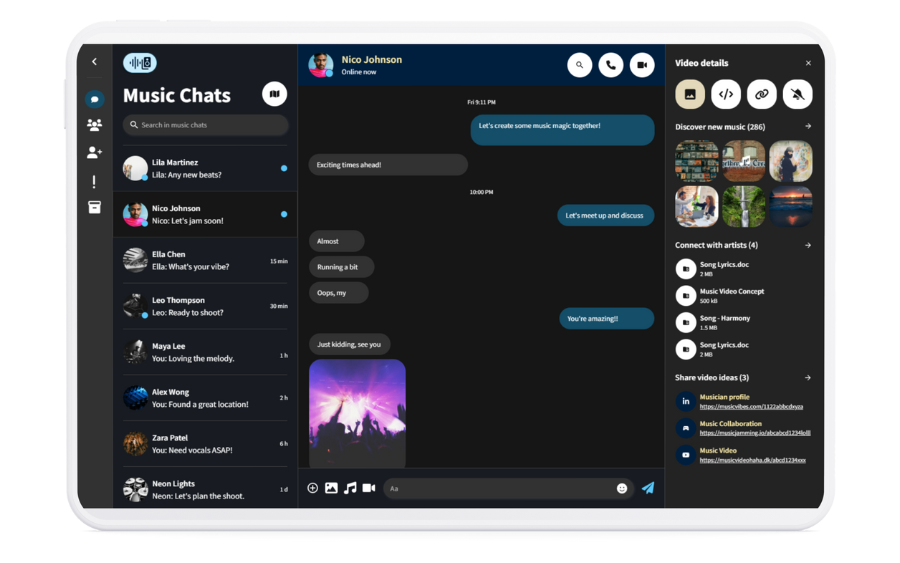 Music Chats
Search in music chats
Lila Martinez
Lila: Any new beats?
Nico Johnson
Nico: Let's jam soon!
Ella Chen
Ella: What's your vibe?
15 min
Leo Thompson
Leo: Ready to shoot?
30 min
Maya Lee
You: Loving the melody.
1 h
Alex Wong
You: Found a great location!
2 h
Zara Patel
You: Need vocals ASAP!
6 h
Neon Lights
Neon: Let's plan the shoot.
1 d
Nico Johnson
Online now
Fri 9:11 PM
Let's create some music magic together!
Exciting times ahead!
10:00 PM
Let's meet up and discuss
Almost
Running a bit
Oops, my
You're amazing!!
Just kidding, see you
Aa
Video details
Discover new music (286)
Connect with artists (4)
Song Lyrics.doc
2 MB
Music Video Concept
500 kB
Song - Harmony
1.5 MB
Song Lyrics.doc
2 MB
Share video ideas (3)
Musician profile
https://musicvibes.com/1122abbcdxyza
Music Collaboration
Music Video
https://musicvideohaha.dk/abcd1234xxx